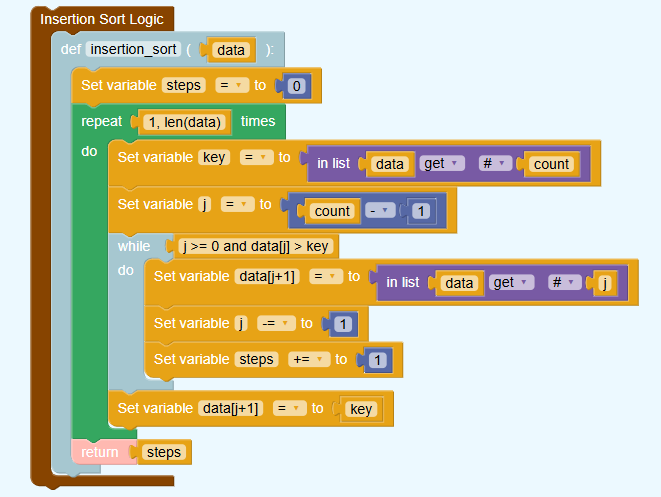 Insertion Sort Logic
def insertion_sort ( data ):
Set variable steps = to 0
repeat 1, len(data) times
do Set variable key = to in list data get # count
Set variable j = to count - 1
while j >= 0 and data[j] > key
do Set variable data[j+1] = to in list data get # j
Set variable j -= to 1
Set variable steps += to 1
Set variable data[j+1] = to key
return steps